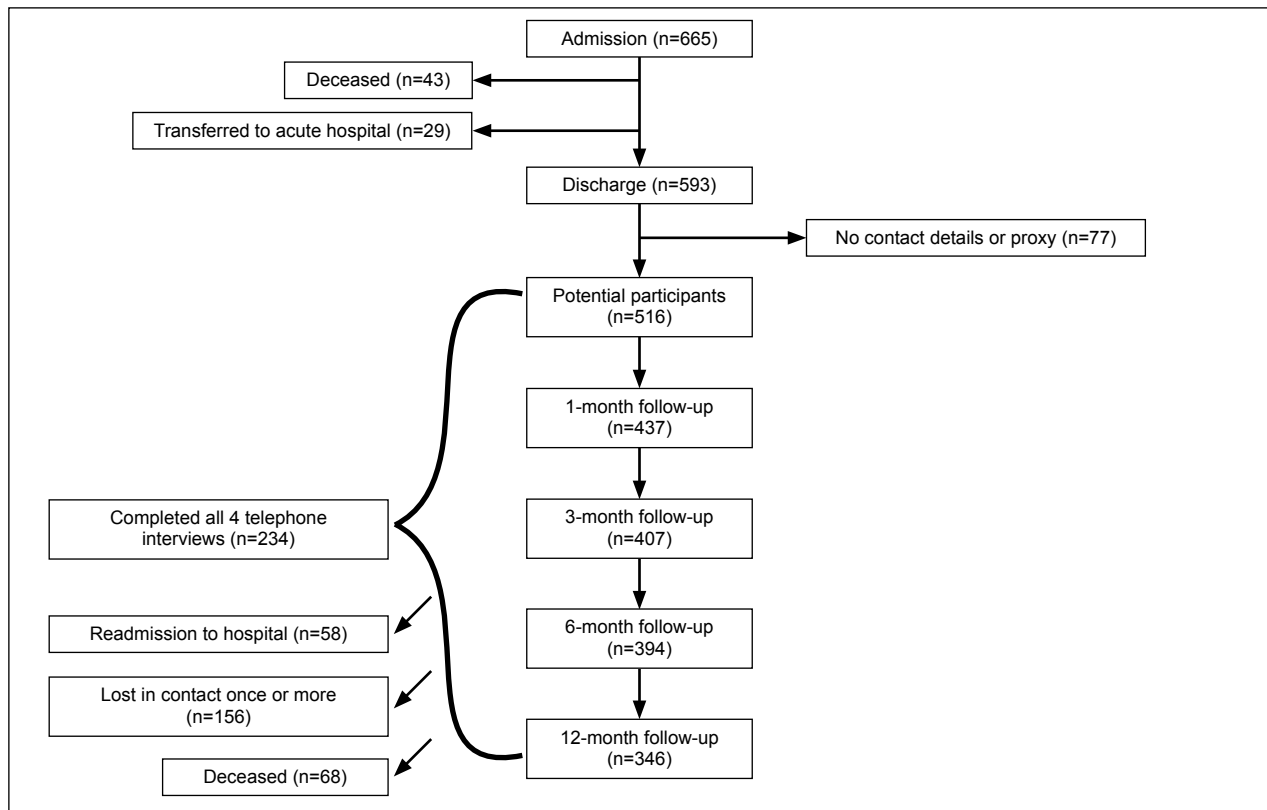 Admission (n=665)
Deceased (n=43)
Transferred to acute hospital (n=29)
Discharge (n=593)
No contact details or proxy (n=77)
Potential participants
(n=516)
1-month follow-up
(n=437)
Completed all 4 telephone
interviews (n=234)
3-month follow-up
(n=407)
Readmission to hospital (n=58)
6-month follow-up
(n=394)
Lost in contact once or more
(n=156)
12-month follow-up
(n=346)
Deceased (n=68)